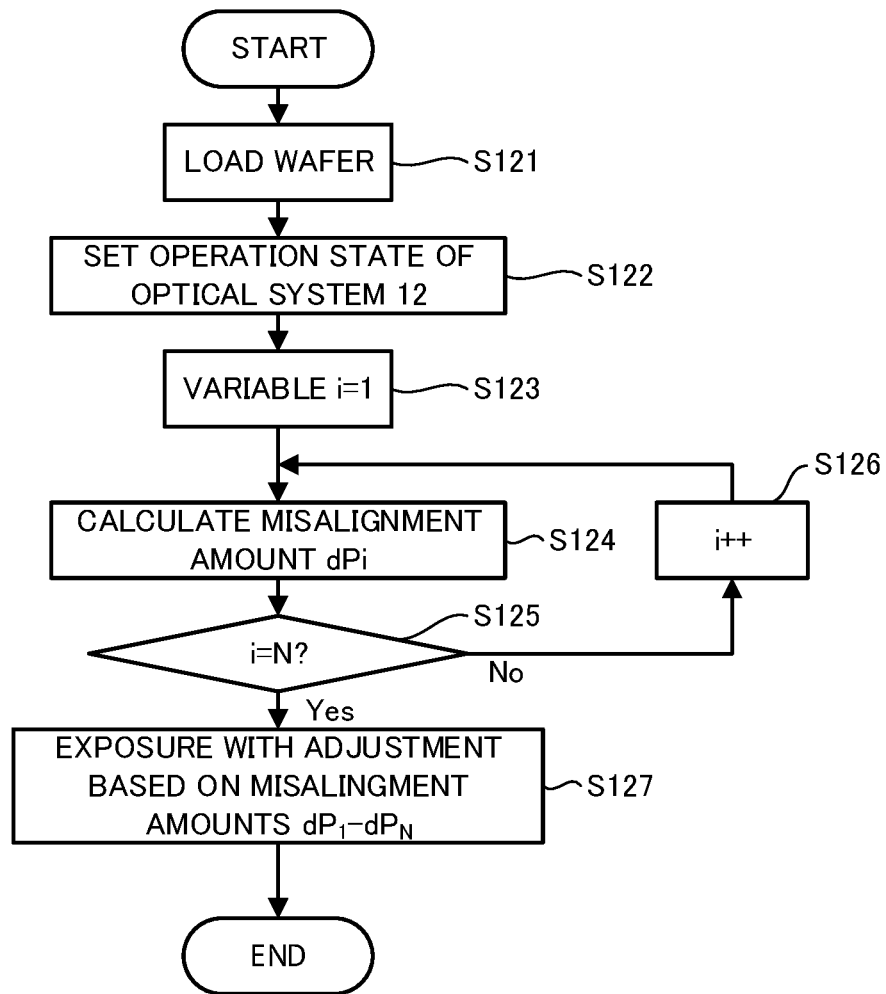 START
LOAD WAFER
S121
SET OPERATION STATE OF
OPTICAL SYSTEM 12
S122
VARIABLE i=1
S123
S126
CALCULATE MISALIGNMENT
AMOUNT dPi
S124
i++
S125
i=N?
No
Yes
EXPOSURE WITH ADJUSTMENT
BASED ON MISALINGMENT
AMOUNTS dP₁-dP_N
S127
END